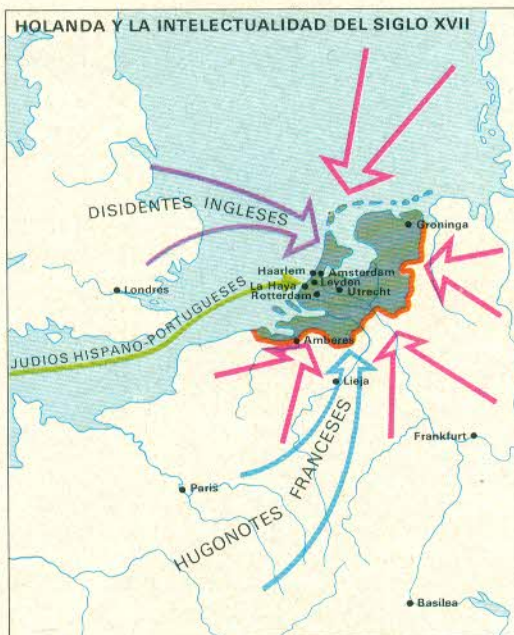 HOLANDA Y LA INTELECTUALIDAD DEL SIGLO XVII
DISIDENTES INGLESES
Groninga
Haarlem
Amsterdam
Leyden
La Haya
Utrecht
Rotterdam
Londres
JUDIOS HISPANO-PORTUGUESES
Amberes
Lieja
Frankfurt
Paris
HUGONOTES FRANCESES
Basilea